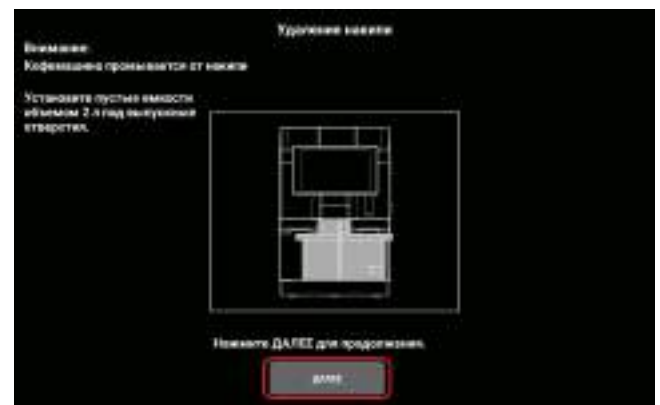 Удаление накипи
Внимание
Кофемашина промывается от накипи
Установите пустые емкости
объемом 2 л под выпускные
отверстия.
Нажмите ДАЛЕЕ для продолжения.
ДАЛЕЕ